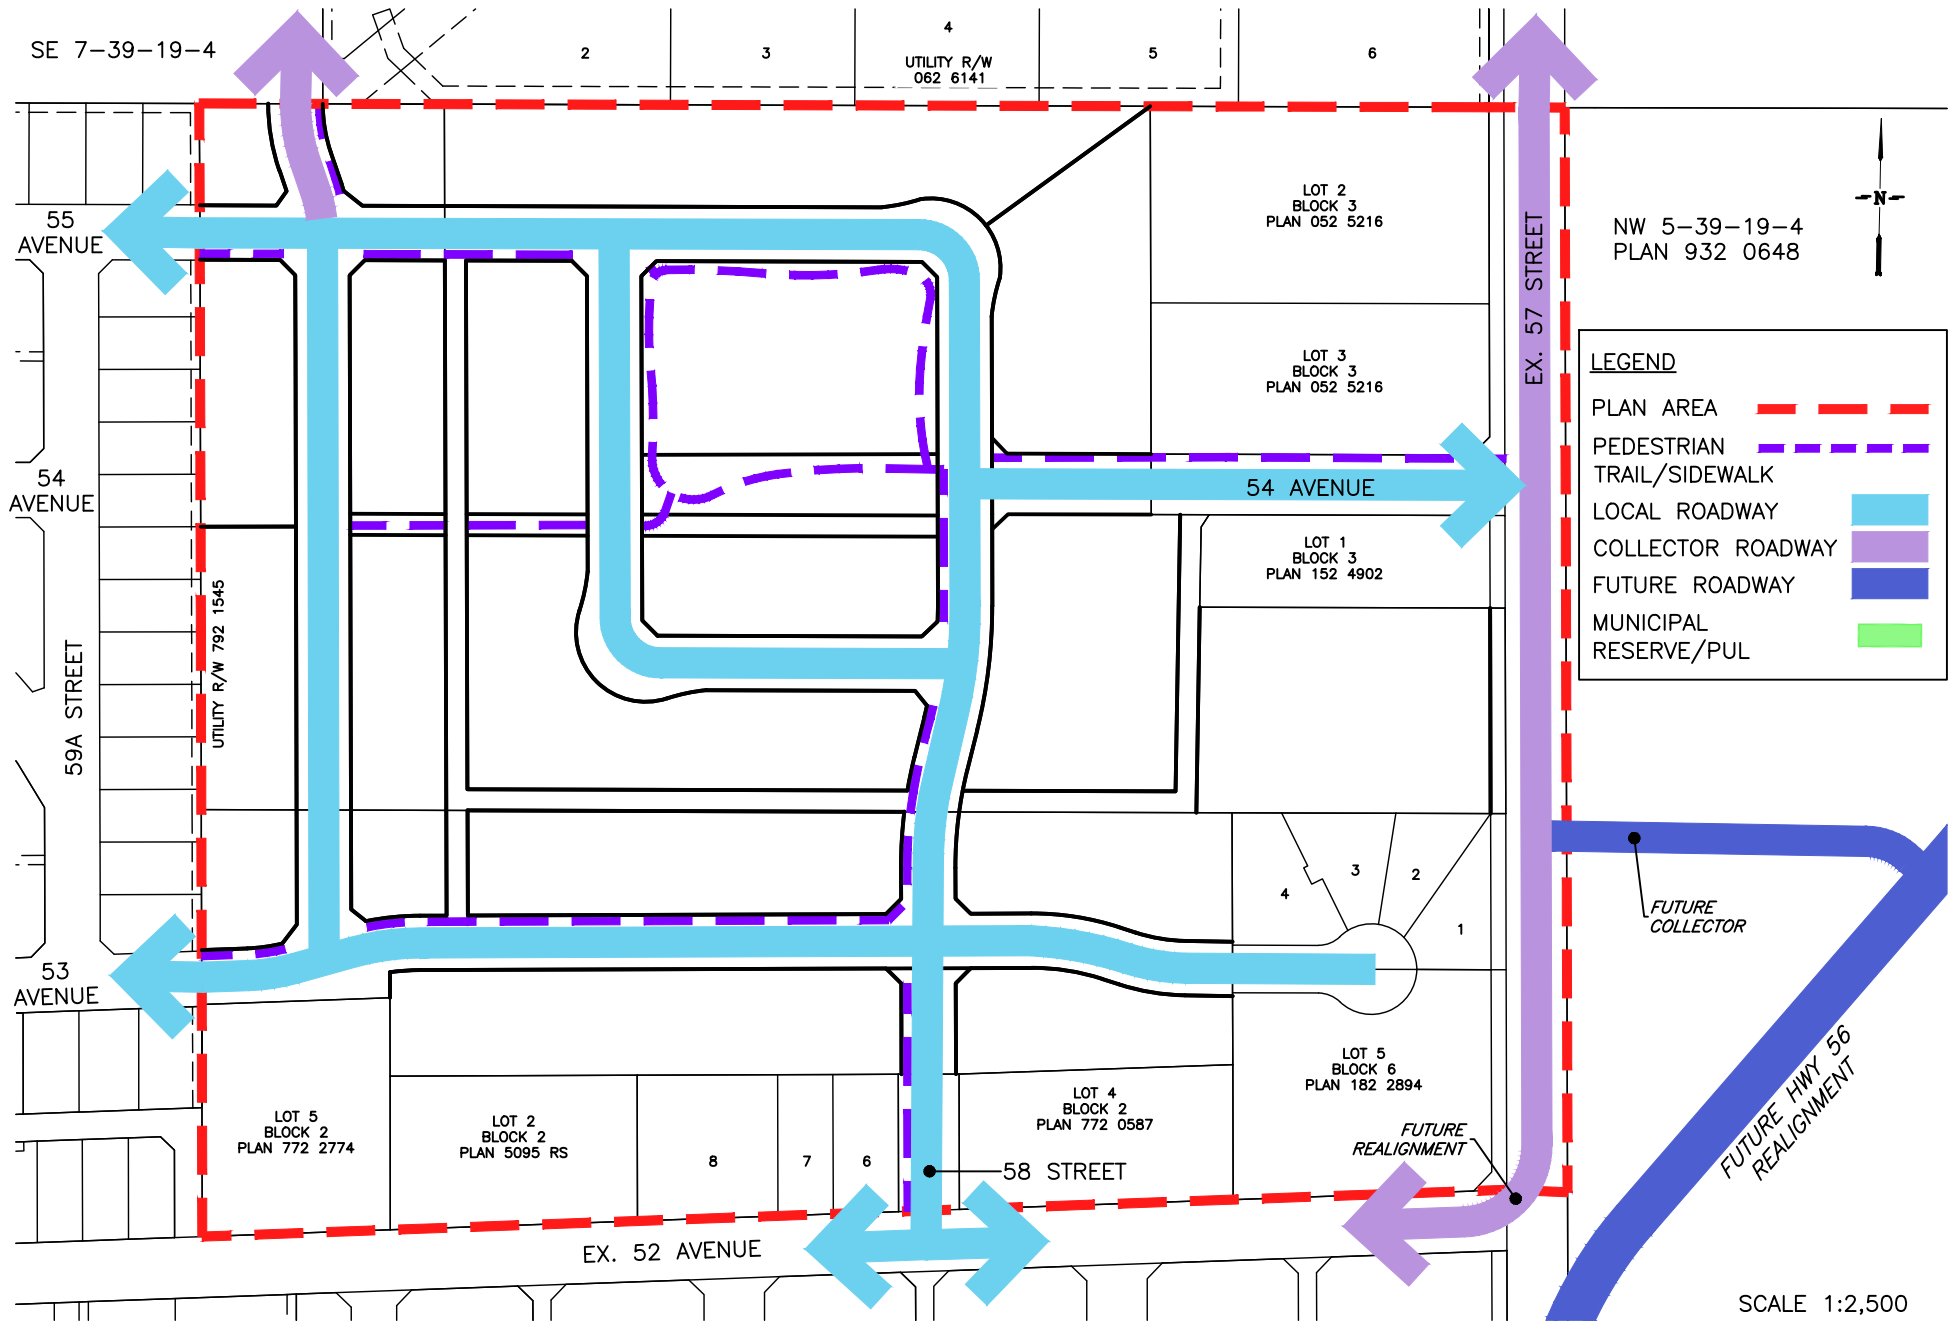 SE 7-39-19-4
2
3
4
UTILITY R/W
062 6141
5
6
55
AVENUE
LOT 2
BLOCK 3
PLAN 052 5216
EX. 57 STREET
NW 5-39-19-4
PLAN 932 0648
N
LOT 3
BLOCK 3
PLAN 052 5216
LEGEND
PLAN AREA
PEDESTRIAN
TRAIL/SIDEWALK
LOCAL ROADWAY
COLLECTOR ROADWAY
FUTURE ROADWAY
MUNICIPAL
RESERVE/PUL
54
AVENUE
54 AVENUE
LOT 1
BLOCK 3
PLAN 152 4902
59A STREET
UTILITY R/W 792 1545
4
3
2
1
FUTURE
COLLECTOR
53
AVENUE
LOT 5
BLOCK 2
PLAN 772 2774
LOT 2
BLOCK 2
PLAN 5095 RS
8
7
6
LOT 4
BLOCK 2
PLAN 772 0587
58 STREET
LOT 5
BLOCK 6
PLAN 182 2894
FUTURE
REALIGNMENT
FUTURE HWY 56
REALIGNMENT
EX. 52 AVENUE
SCALE 1:2,500